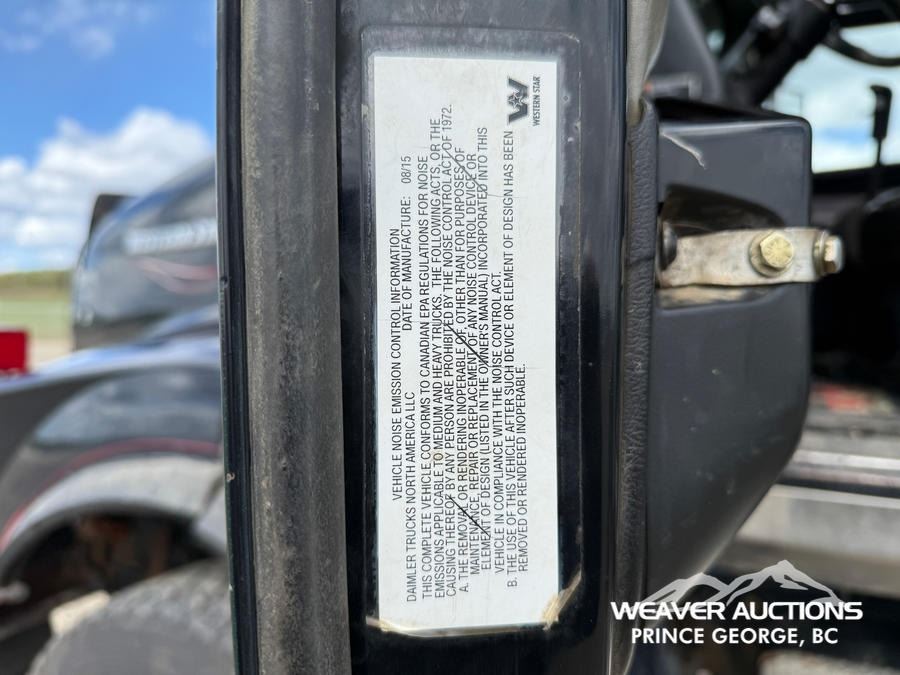 WESTERN STAR
VEHICLE NOISE EMISSION CONTROL INFORMATION
DAIMLER TRUCKS NORTH AMERICA LLC DATE OF MANUFACTURE: 08/15
THIS COMPLETE VEHICLE CONFORMS TO CANADIAN EPA REGULATIONS FOR NOISE
EMISSIONS APPLICABLE TO MEDIUM AND HEAVY TRUCKS. THE FOLLOWING ACTS, OR THE
CAUSING THEREOF BY ANY PERSON ARE PROHIBITED BY THE NOISE CONTROL ACT OF 1972.
A. THE REMOVAL OR RENDERING INOPERABLE OF, OTHER THAN FOR PURPOSES OF
MAINTENANCE, REPAIR OR REPLACEMENT OF ANY NOISE CONTROL DEVICE OR
ELEMENT OF DESIGN (LISTED IN THE OWNER'S MANUAL) INCORPORATED INTO THIS
VEHICLE IN COMPLIANCE WITH THE NOISE CONTROL ACT.
B. THE USE OF THIS VEHICLE AFTER SUCH DEVICE OR ELEMENT OF DESIGN HAS BEEN
REMOVED OR RENDERED INOPERABLE.
WEAVER AUCTIONS
PRINCE GEORGE, BC